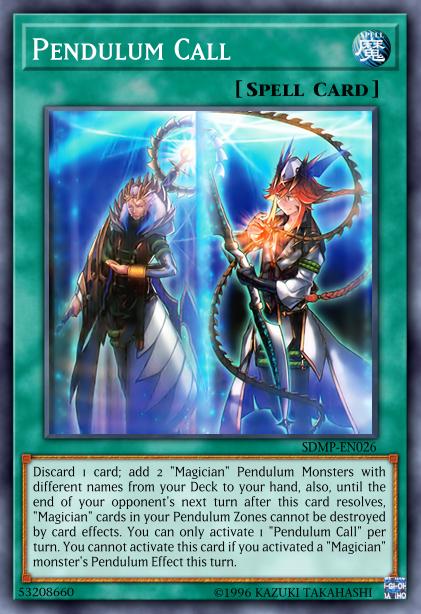 PENDULUM CALL
SPELL
魔
[SPELL CARD]
SDMP-EN026
Discard 1 card; add 2 "Magician" Pendulum Monsters with
different names from your Deck to your hand, also, until the
end of your opponent's next turn after this card resolves,
"Magician" cards in your Pendulum Zones cannot be destroyed
by card effects. You can only activate 1 "Pendulum Call" per
turn. You cannot activate this card if you activated a "Magician"
monster's Pendulum Effect this turn.
53208660
©1996 KAZUKI TAKAHASHI